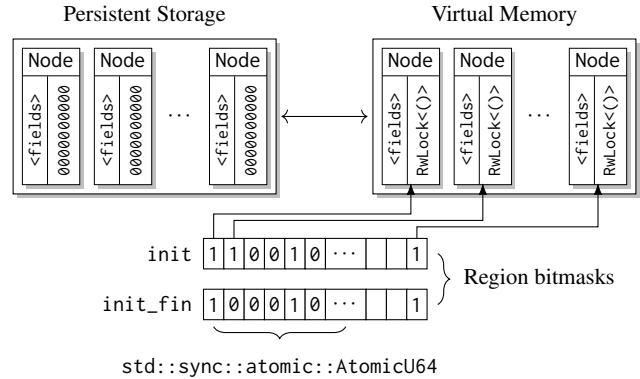 Persistent Storage
Virtual Memory
Node Node Node
<fields> 0000000000 <fields> 0000000000 ... <fields> 0000000000
Node Node Node
<fields> RwLock<()> <fields> RwLock<()> ... <fields> RwLock<()>
init 1 1 0 0 1 0 ... 1
Region bitmasks
init_fin 1 0 0 0 1 0 ... 1
std::sync::atomic::AtomicU64